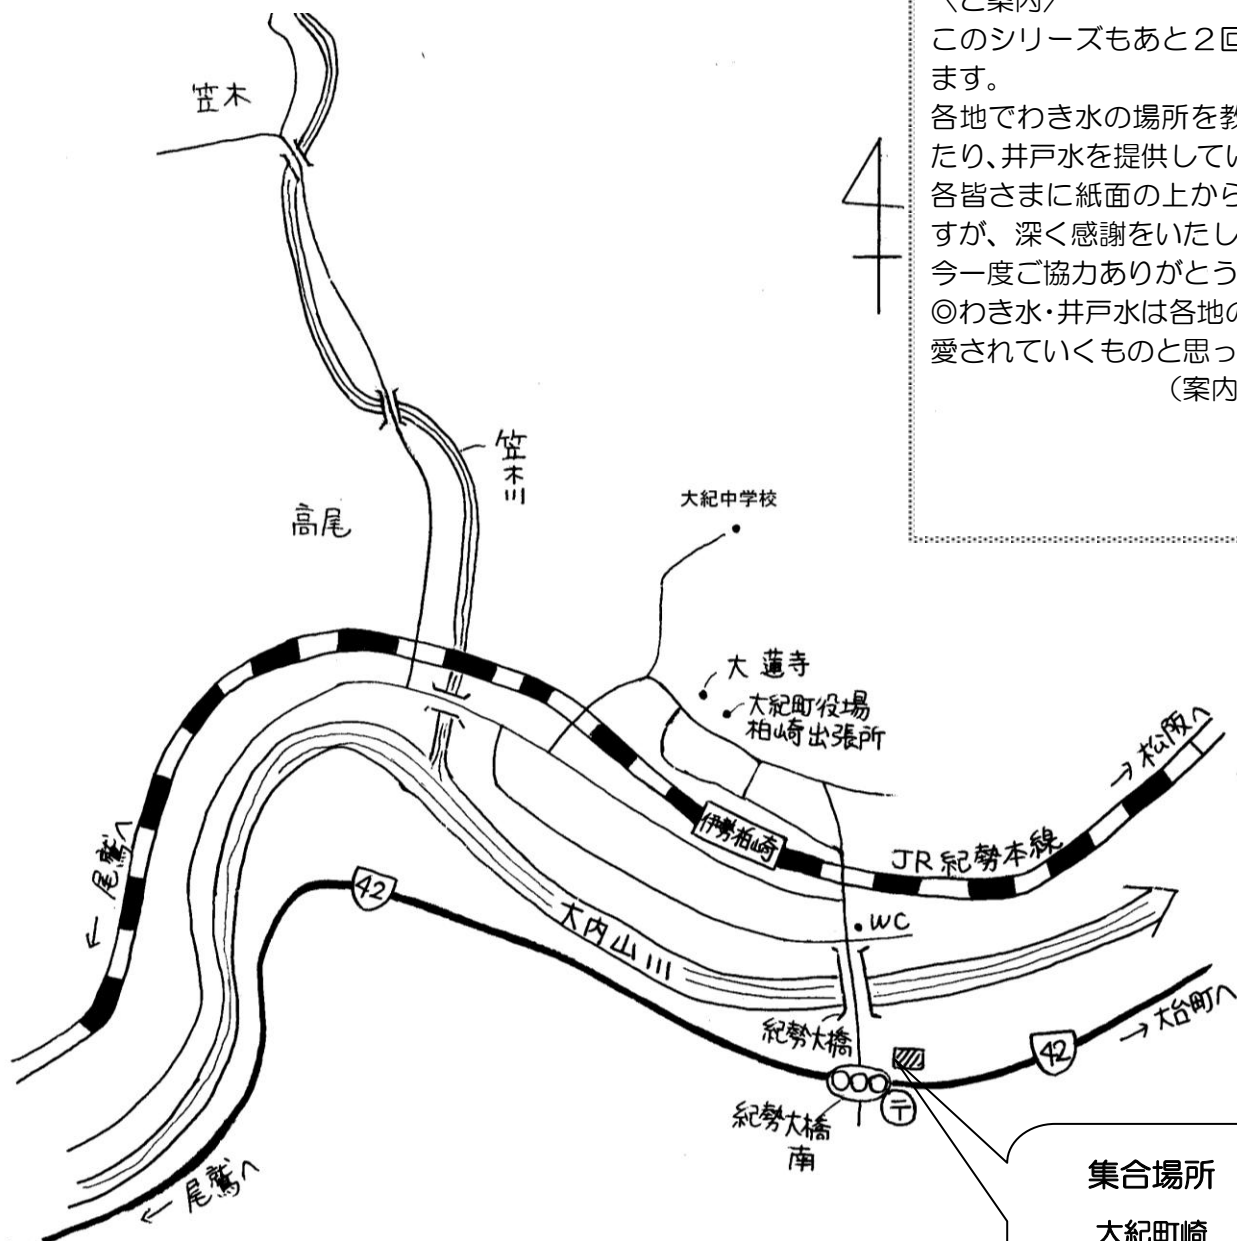 〈ご案内〉
このシリーズもあと２回
ます。
各地でわき水の場所を教
たり、井戸水を提供してい
各皆さまに紙面の上から
すが、深く感謝をいたし
今一度ご協力ありがとう
◎わき水・井戸水は各地の
愛されていくものと思っ
（案内
笠木
笠木川
高尾
大紀中学校
大蓮寺
大紀町役場
柏崎出張所
→松阪へ
伊勢柏崎
JR紀勢本線
←尾鷲へ
42
大内山川
WC
紀勢大橋
→大台町へ
42
〒
紀勢大橋
南
←尾鷲へ
集合場所
大紀町崎